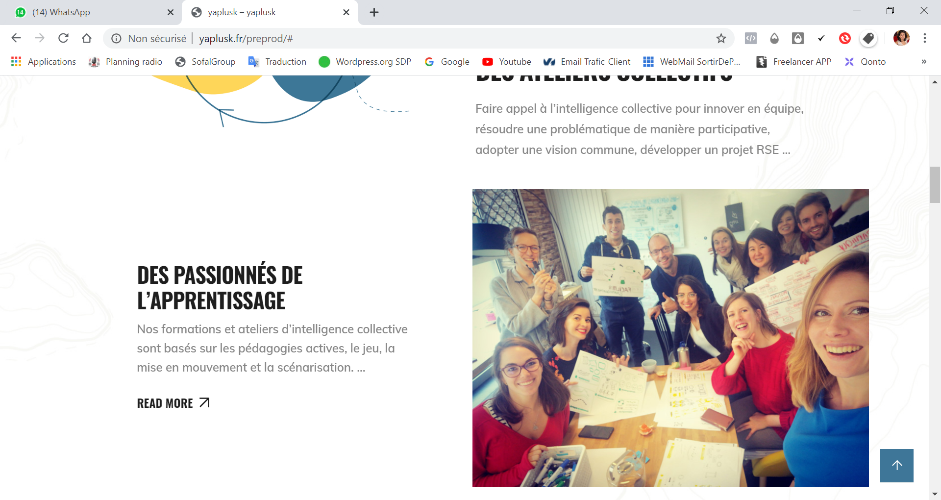 (14) WhatsApp
yaplusk – yaplusk
Non sécurisé
yaplusk.fr/preprod/#
Applications
Planning radio
SofalGroup
Traduction
Wordpress.org SDP
Google
Youtube
Email Trafic Client
WebMail SortirDeP...
Freelancer APP
Qonto
»
DES ATELIERS COLLECTIFS
Faire appel à l'intelligence collective pour innover en équipe,
résoudre une problématique de manière participative,
adopter une vision commune, développer un projet RSE ...
DES PASSIONNÉS DE
L'APPRENTISSAGE
Nos formations et ateliers d'intelligence collective
sont basés sur les pédagogies actives, le jeu, la
mise en mouvement et la scénarisation. ...
READ MORE